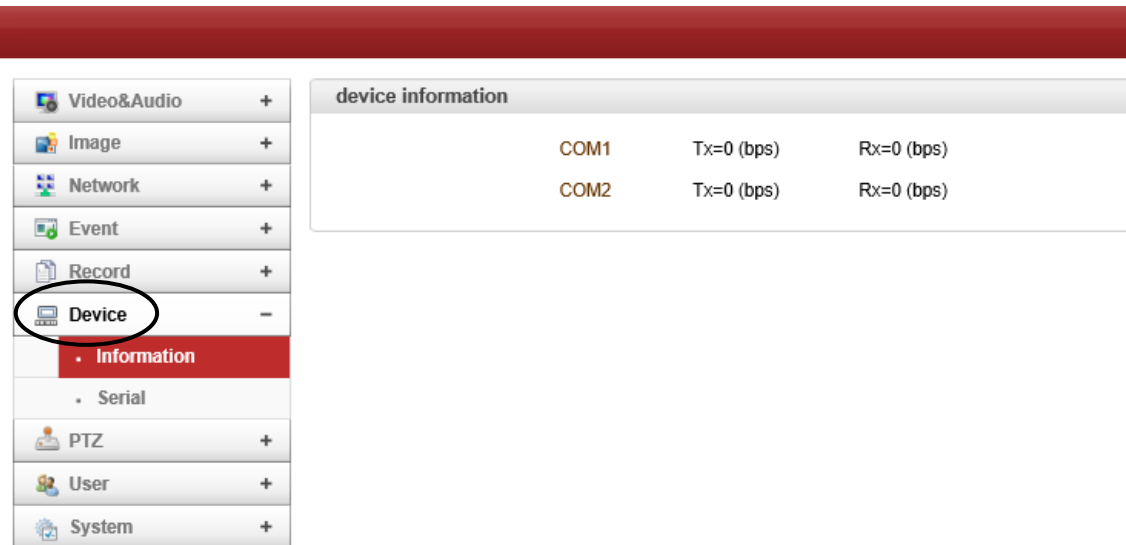 Video&Audio +
Image +
Network +
Event +
Record +
Device −
Information
Serial
PTZ +
User +
System +
device information
COM1 Tx=0 (bps) Rx=0 (bps)
COM2 Tx=0 (bps) Rx=0 (bps)